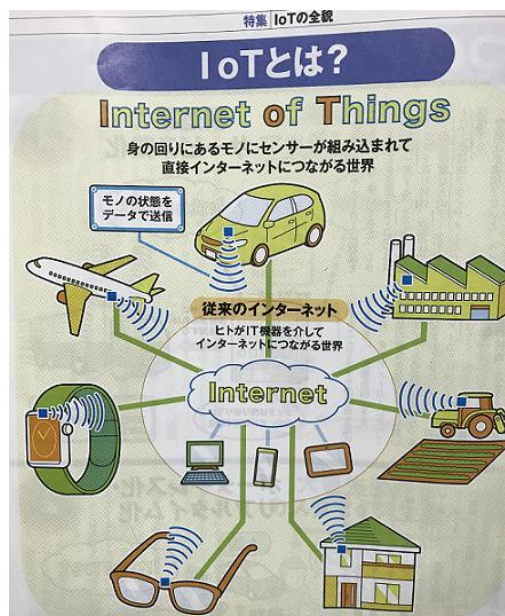 特集 IoTの全貌
IoTとは?
Internet of Things
身の回りにあるモノにセンサーが組み込まれて
直接インターネットにつながる世界
モノの状態を
データで送信
従来のインターネット
ヒトがIT機器を介して
インターネットにつながる世界
Internet